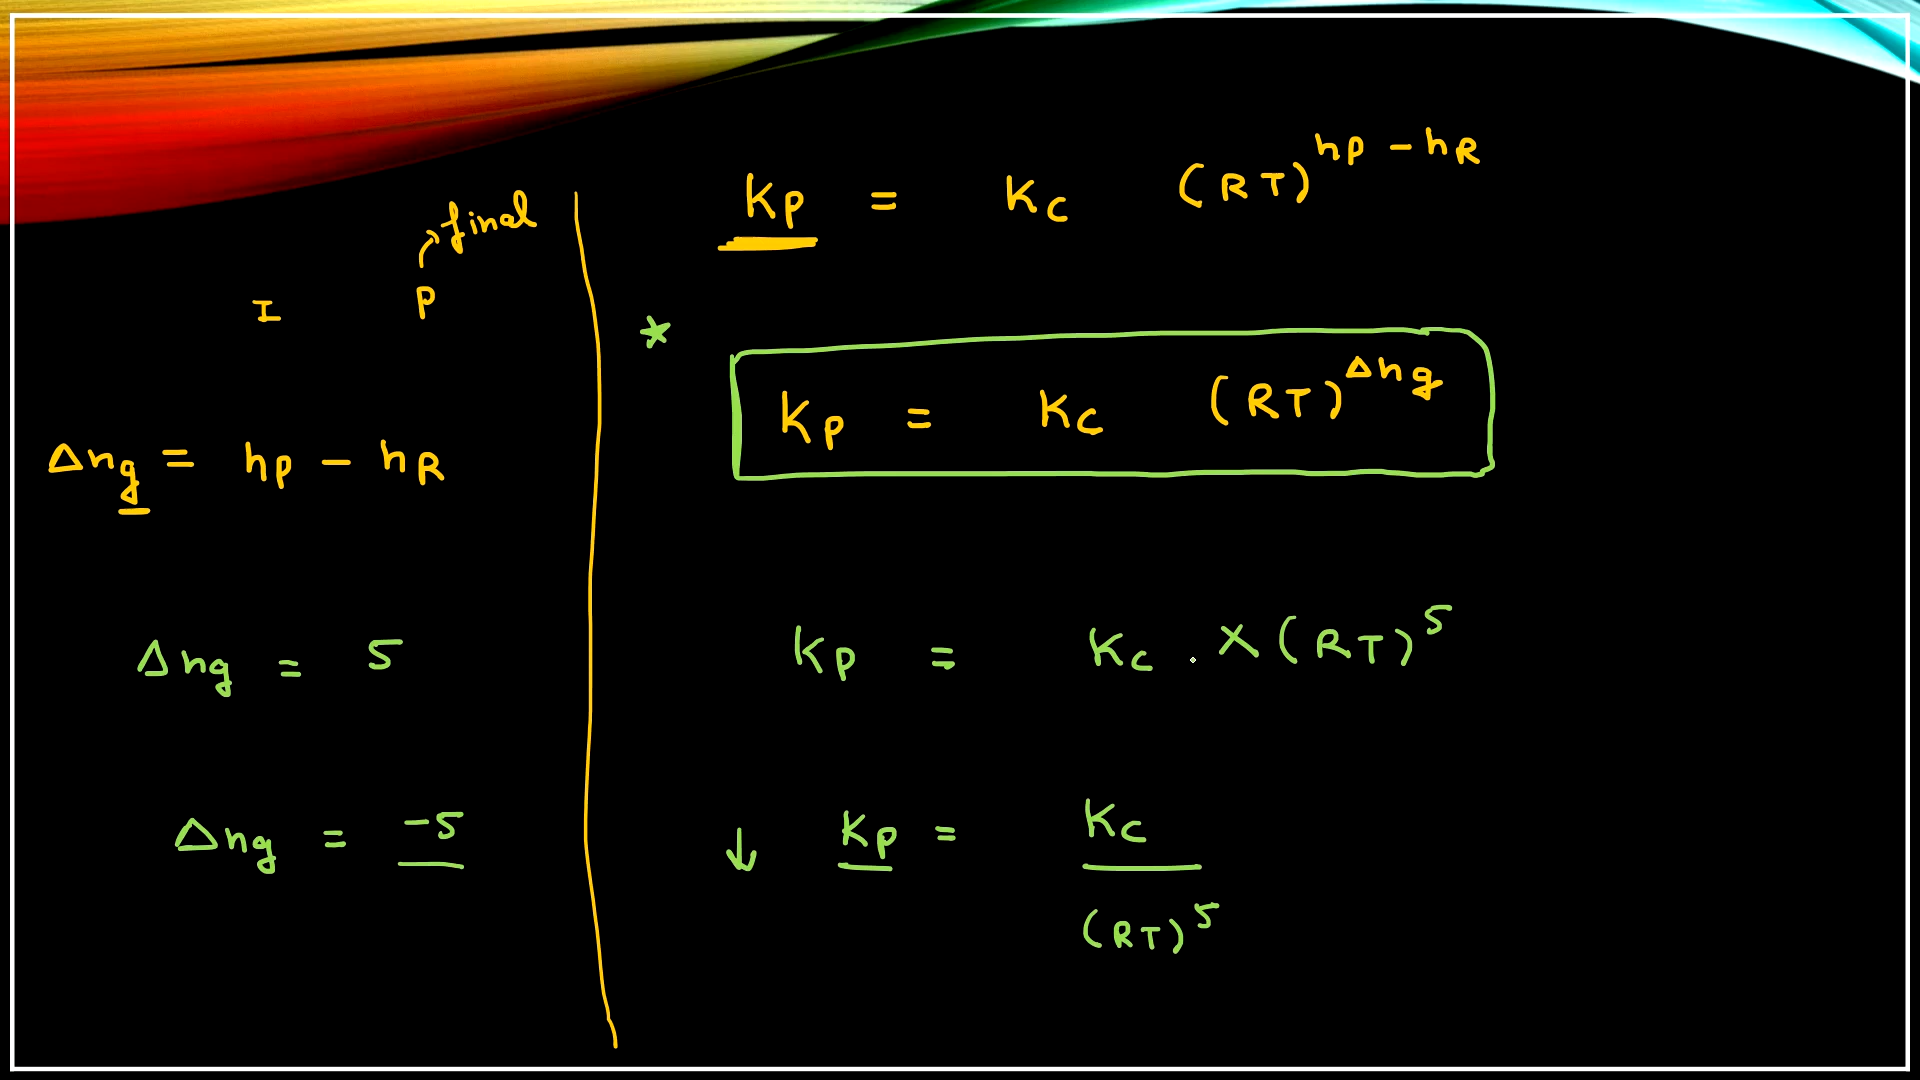 final
I P
Δng = np - nR
Δng = 5
Δng = -5
Kp = Kc (RT)^np - nR
*
Kp = Kc (RT)^Δng
Kp = Kc . × (RT)^5
↓ Kp = Kc / (RT)^5